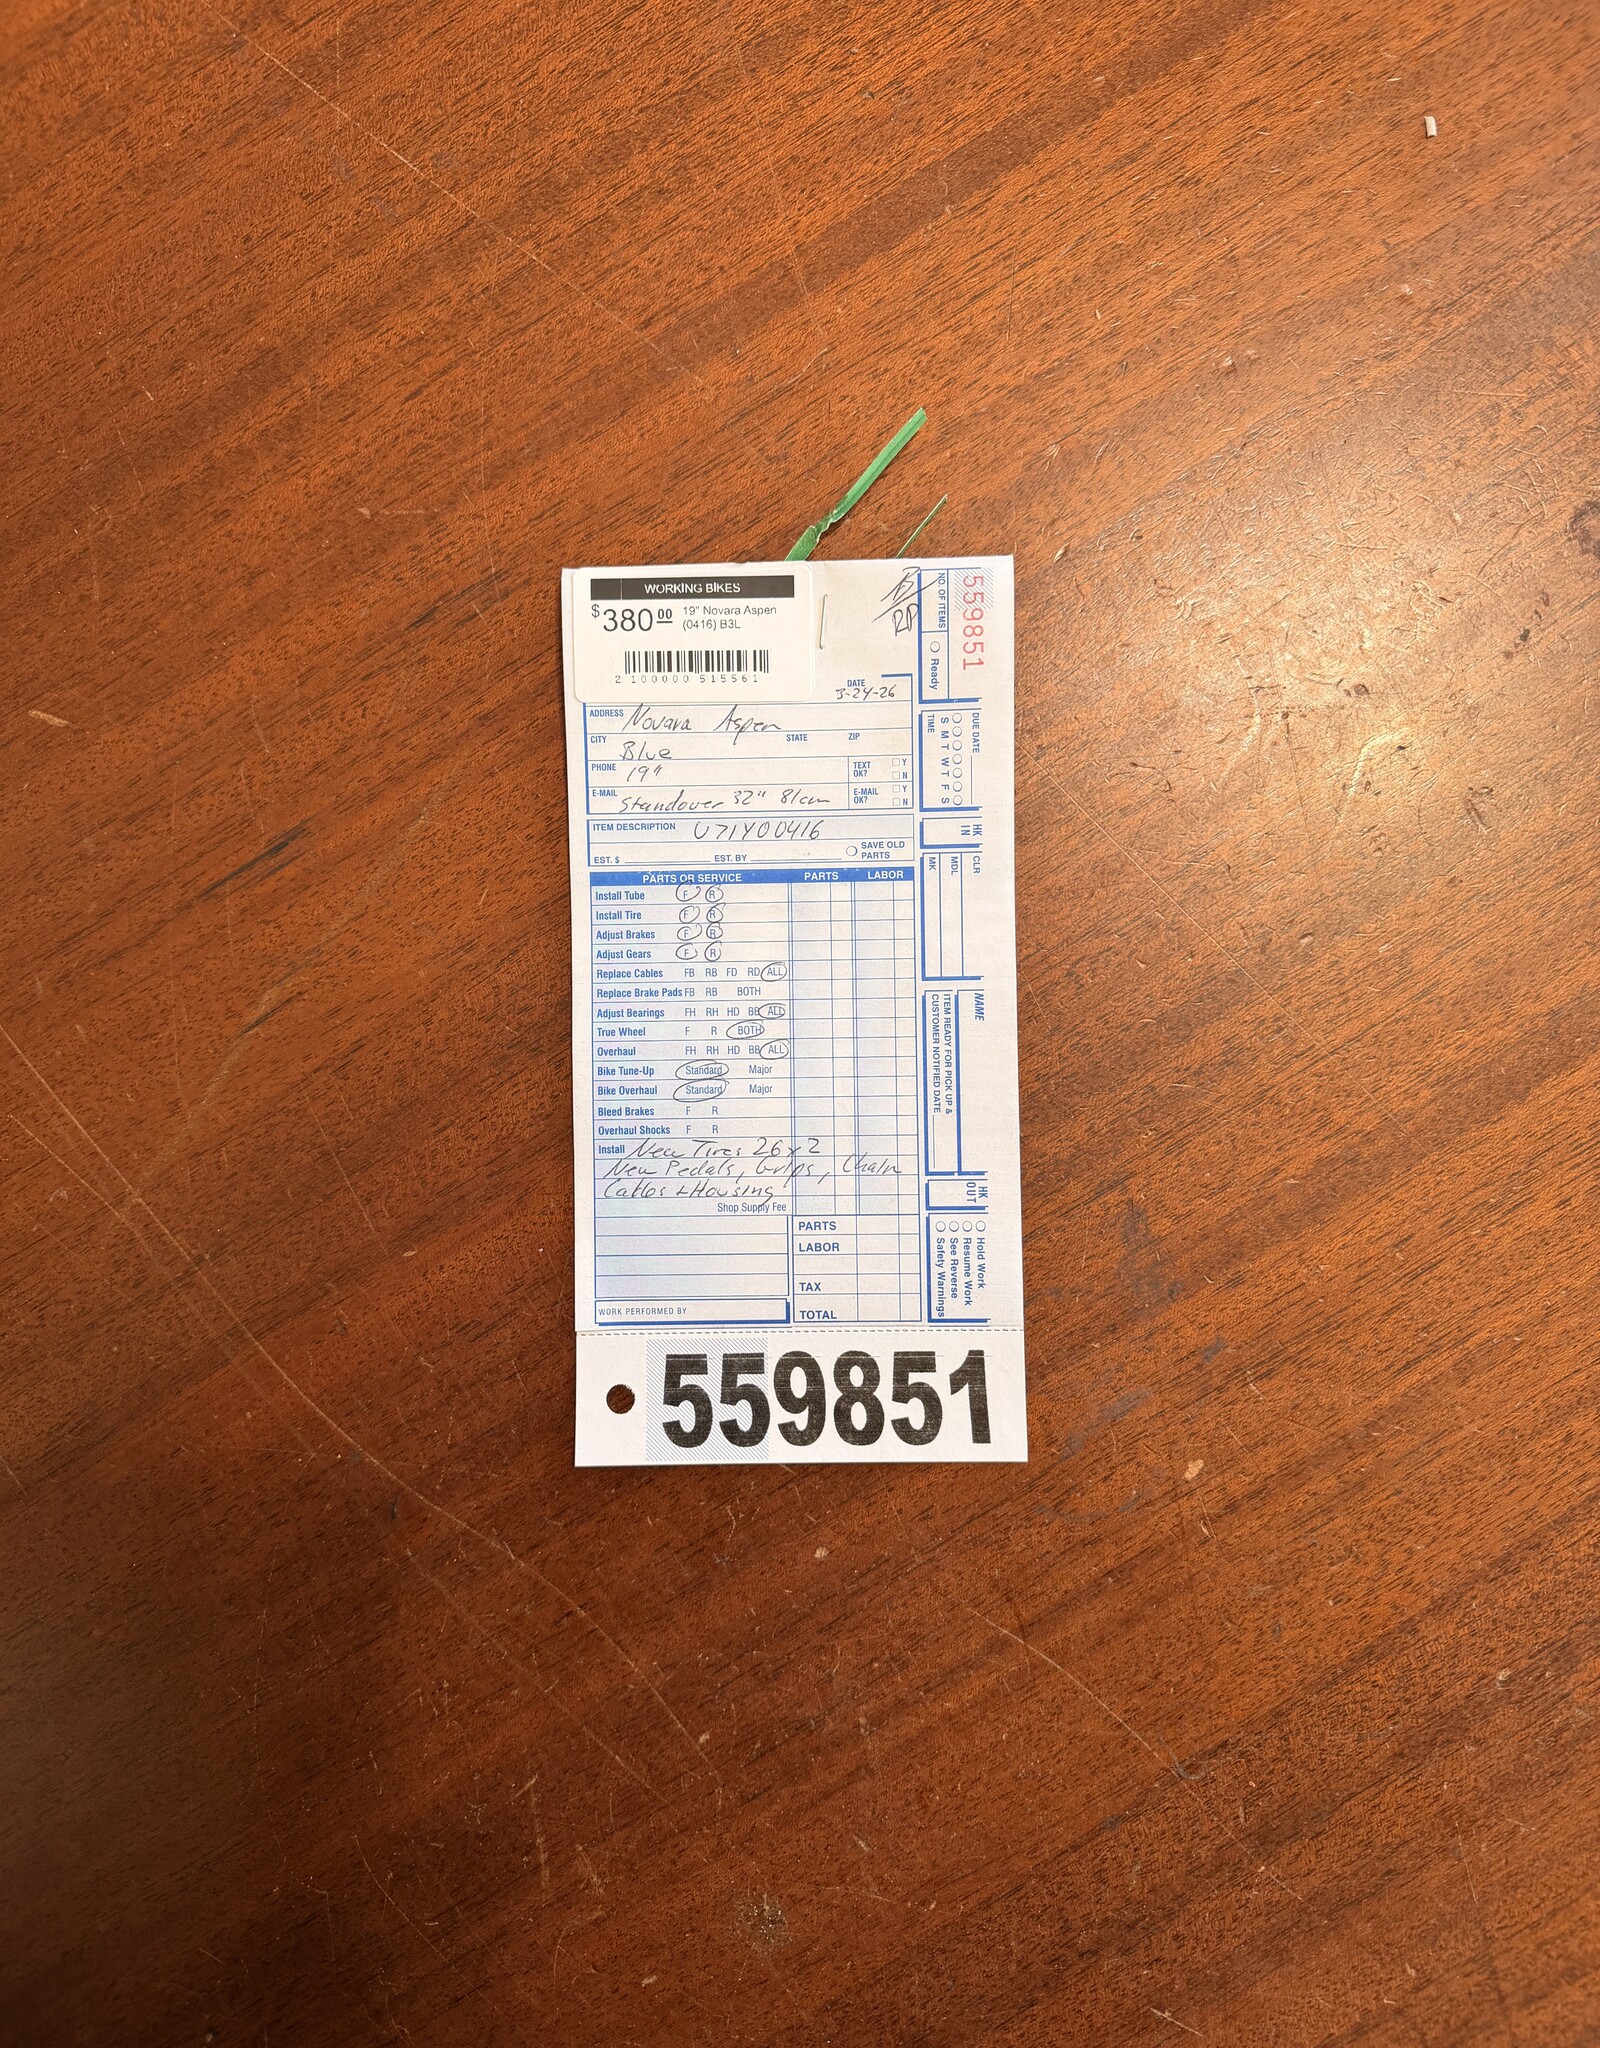 WORKING BIKES
$380.00 19" Novara Aspen
(0416) B3L
2 100000 515561
DATE
3-24-26
ADDRESS Novara Aspen
CITY Blue STATE ZIP
PHONE 19" TEXT OK? Y N
E-MAIL Standover 32" 81cm E-MAIL OK? Y N
ITEM DESCRIPTION U71Y00416
EST. $ EST. BY SAVE OLD PARTS
PARTS OR SERVICE PARTS LABOR
Install Tube F R
Install Tire F R
Adjust Brakes F R
Adjust Gears F R
Replace Cables FB RB FD RD ALL
Replace Brake Pads FB RB BOTH
Adjust Bearings FH RH HD BB ALL
True Wheel F R BOTH
Overhaul FH RH HD BB ALL
Bike Tune-Up Standard Major
Bike Overhaul Standard Major
Bleed Brakes F R
Overhaul Shocks F R
Install New Tires 26x2
New Pedals, Grips, Chain
Cables + Housing
Shop Supply Fee
PARTS
LABOR
TAX
TOTAL
WORK PERFORMED BY
559851
NO. OF ITEMS
Ready
DUE DATE
S M T W T F S
TIME
HK IN
CLR
MDL
MK
NAME
ITEM READY FOR PICK UP &
CUSTOMER NOTIFIED DATE
HK OUT
Hold Work
Resume Work
See Reverse
Safety Warnings
559851